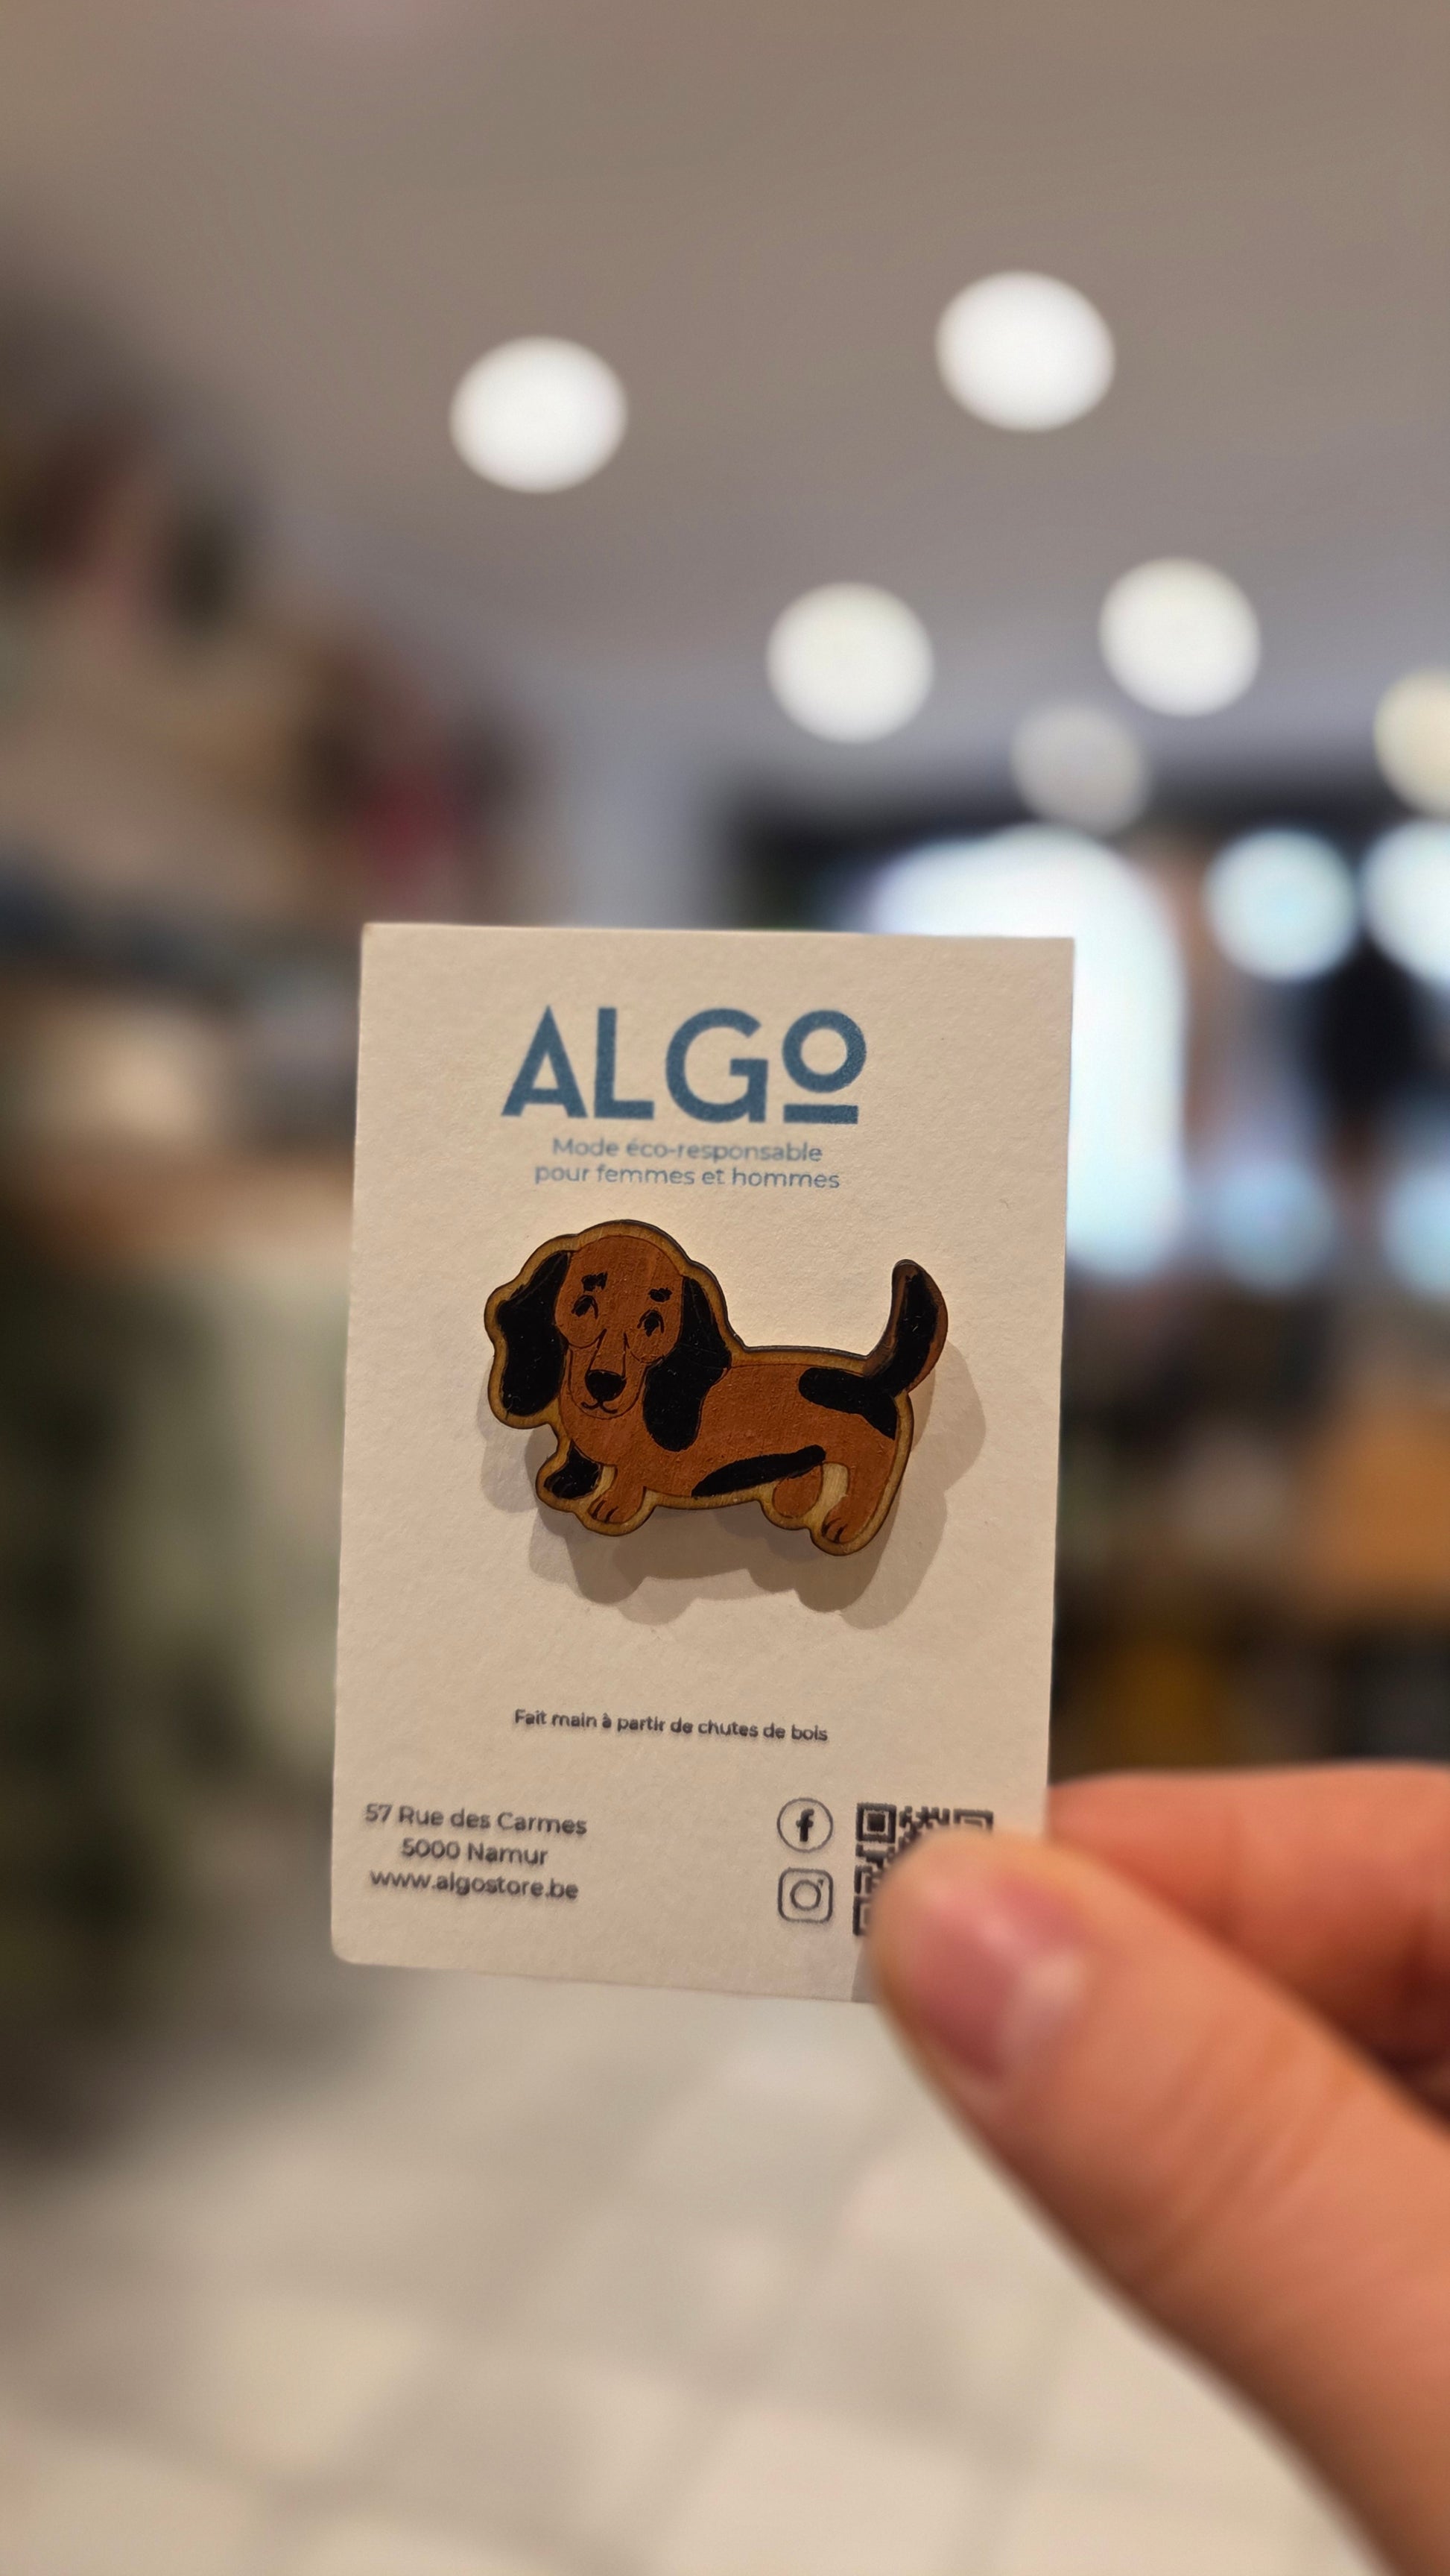 ALGO
Mode éco-responsable
pour femmes et hommes
Fait main à partir de chutes de bois
57 Rue des Carmes
5000 Namur
www.algostore.be